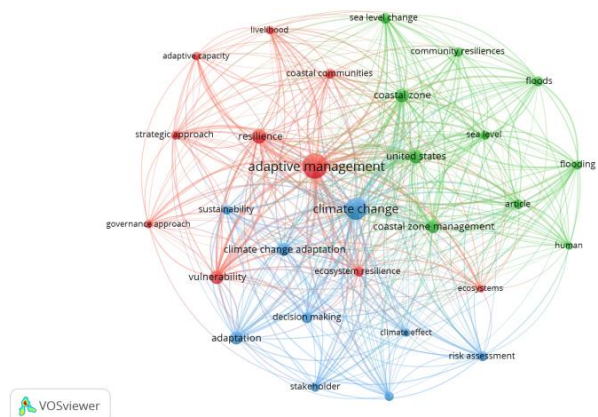 sea level change
livelihood
community resiliences
adaptive capacity
coastal communities
floods
coastal zone
strategic approach
resilience
sea level
united states
flooding
adaptive management
article
sustainability
climate change
governance approach
coastal zone management
human
climate change adaptation
vulnerability
ecosystem resilience
ecosystems
decision making
climate effect
adaptation
risk assessment
stakeholder
VOSviewer